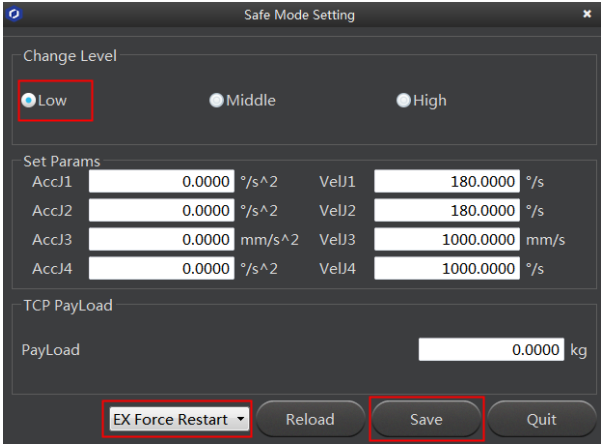 Safe Mode Setting
Change Level
Low Middle High
Set Params
AccJ1 0.0000 °/s^2 VelJ1 180.0000 °/s
AccJ2 0.0000 °/s^2 VelJ2 180.0000 °/s
AccJ3 0.0000 mm/s^2 VelJ3 1000.0000 mm/s
AccJ4 0.0000 °/s^2 VelJ4 1000.0000 °/s
TCP PayLoad
PayLoad 0.0000 kg
EX Force Restart Reload Save Quit